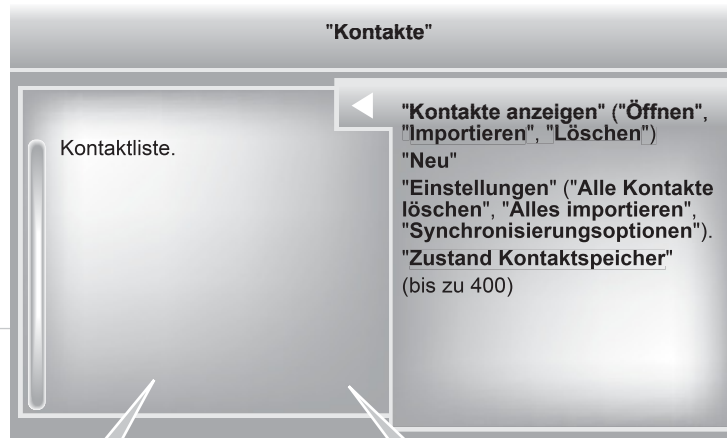 "Kontakte"
Kontaktliste.
"Kontakte anzeigen" ("Öffnen",
"Importieren", "Löschen")
"Neu"
"Einstellungen" ("Alle Kontakte
löschen", "Alles importieren",
"Synchronisierungsoptionen").
"Zustand Kontaktspeicher"
(bis zu 400)